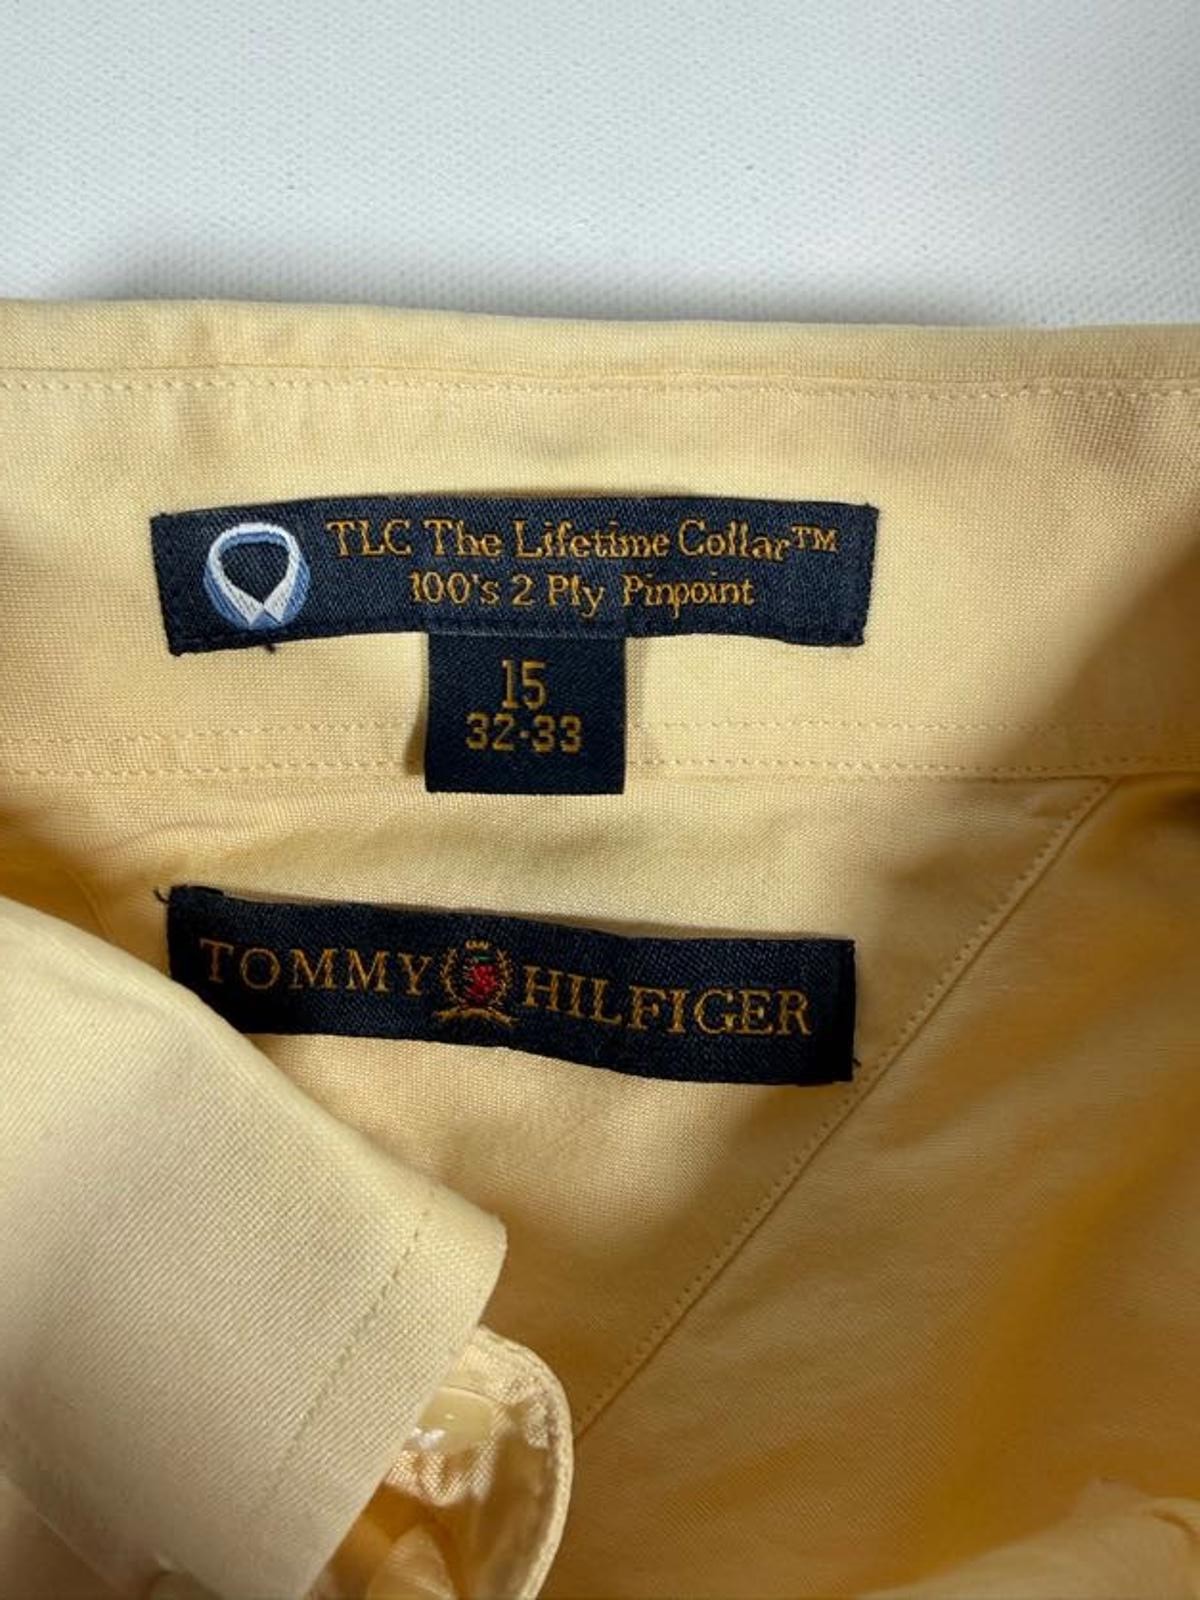 TLC The Lifetime Collar™
100's 2 Ply Pinpoint
15
32-33
TOMMY HILFIGER